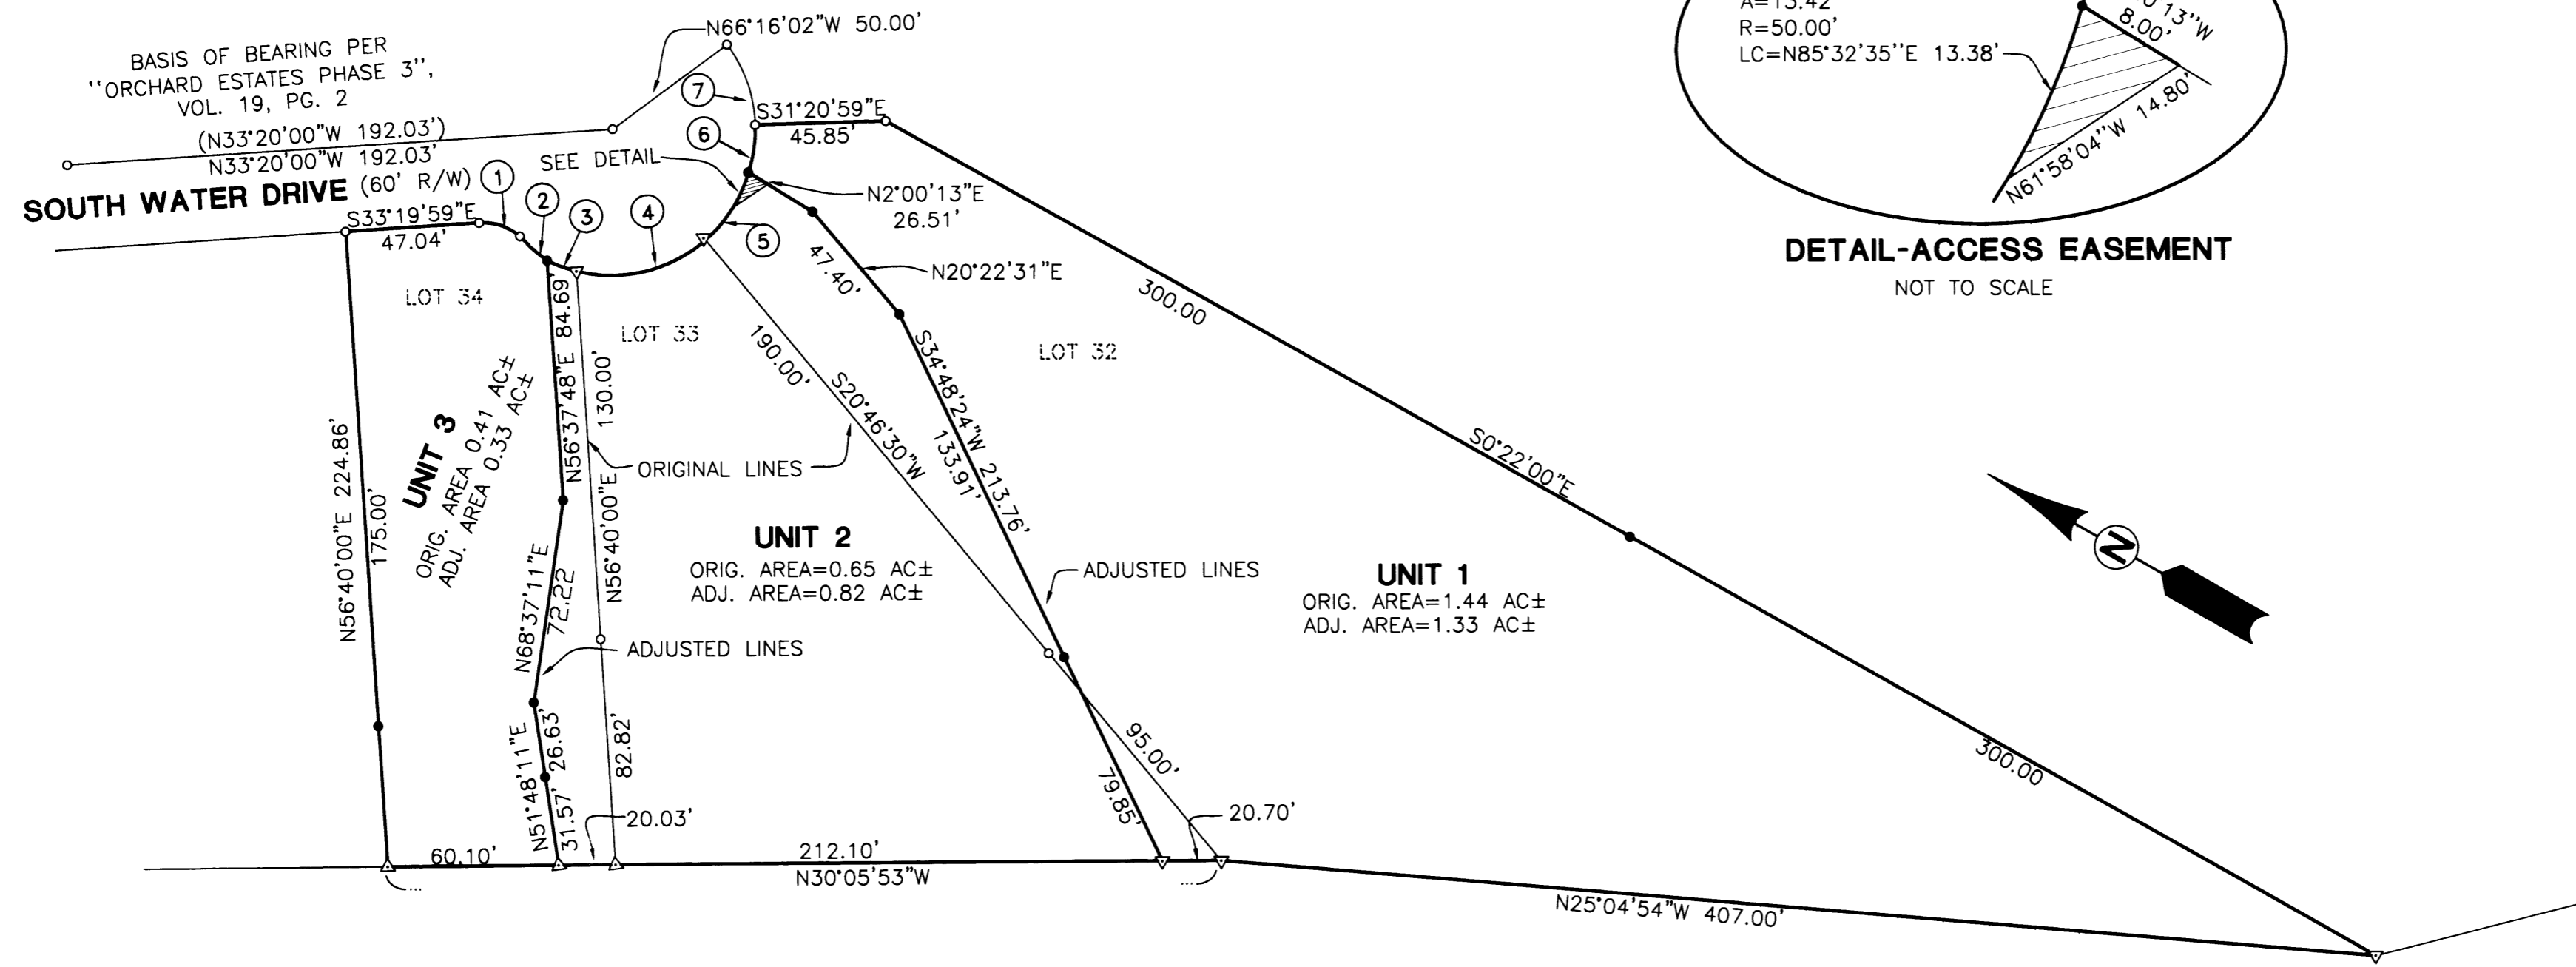 BASIS OF BEARING PER
"ORCHARD ESTATES PHASE 3",
VOL. 19, PG. 2
(N33°20'00"W 192.03')
N33°20'00"W 192.03'
SOUTH WATER DRIVE (60' R/W)
N66°16'02"W 50.00'
7
6
S31°20'59"E
45.85'
SEE DETAIL
1
2
3
4
5
S33°19'59"E
47.04'
N2°00'13"E
26.51'
47.40'
N20°22'31"E
LOT 34
LOT 33
LOT 32
300.00
S0°22'00"E
300.00
N56°40'00"E 224.86'
175.00'
UNIT 3
ORIG. AREA 0.41 AC±
ADJ. AREA 0.33 AC±
N56°37'48"E 84.69'
130.00'
N56°40'00"E
82.82'
ORIGINAL LINES
190.00'
S20°46'30"W
95.00'
S34°48'24"W 213.76'
133.91'
79.85'
N68°37'11"E
72.22
ADJUSTED LINES
N51°48'11"E
26.63'
31.57'
UNIT 2
ORIG. AREA=0.65 AC±
ADJ. AREA=0.82 AC±
ADJUSTED LINES
UNIT 1
ORIG. AREA=1.44 AC±
ADJ. AREA=1.33 AC±
20.03'
20.70'
60.10'
212.10'
N30°05'53"W
...
...
N25°04'54"W 407.00'
N
R=50.00'
LC=N85°32'35"E 13.38'
13"W
8.00'
N61°58'04"W 14.80'
DETAIL-ACCESS EASEMENT
NOT TO SCALE